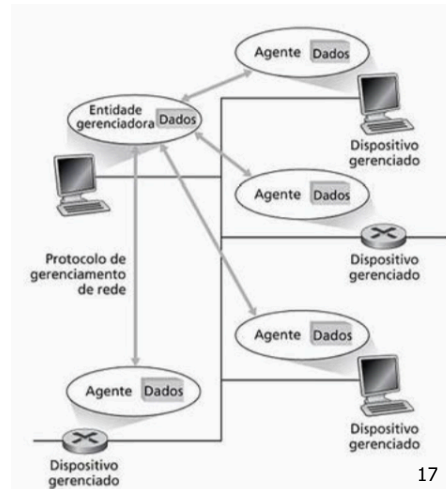 Agente Dados
Entidade
gerenciadora Dados
Dispositivo
gerenciado
Agente Dados
Protocolo de
gerenciamento
de rede
Dispositivo
gerenciado
Agente Dados
Agente Dados
Dispositivo
gerenciado
Dispositivo
gerenciado
17